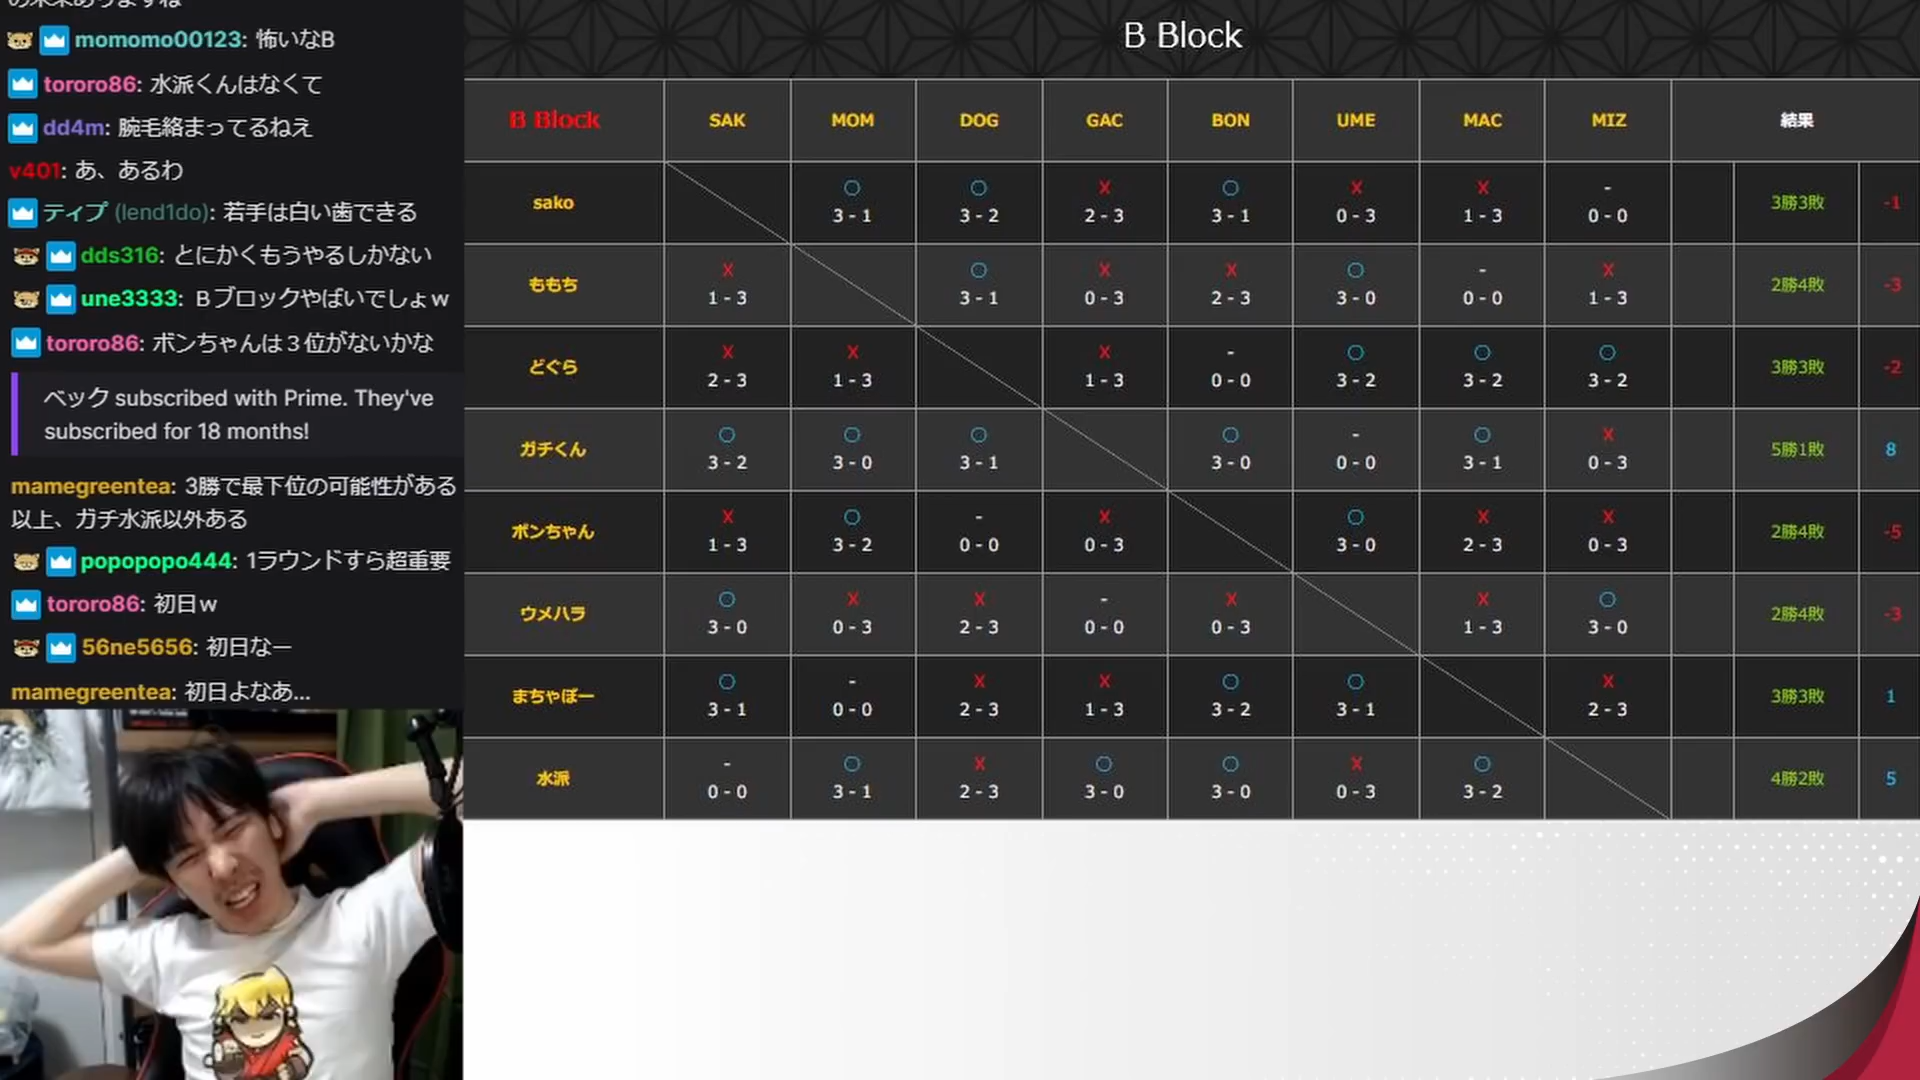 momomo00123: 怖いなB
tororo86: 水派くんはなくて
dd4m: 腕毛絡まってるねえ
v401: あ、あるわ
ティプ (lend1do): 若手は白い歯できる
dds316: とにかくもうやるしかない
une3333: Ｂブロックやばいでしょｗ
tororo86: ボンちゃんは３位がないかな
ベック subscribed with Prime. They've
subscribed for 18 months!
mamegreentea: 3勝で最下位の可能性がある
以上、ガチ水派以外ある
popopopo444: 1ラウンドすら超重要
tororo86: 初日ｗ
56ne5656: 初日なー
mamegreentea: 初日よなあ...
B Block
B Block SAK MOM DOG GAC BON UME MAC MIZ 結果
○ ○ X ○ X X -
sako 3勝3敗 -1
3 - 1 3 - 2 2 - 3 3 - 1 0 - 3 1 - 3 0 - 0
X ○ X X ○ - X
ももち 2勝4敗 -3
1 - 3 3 - 1 0 - 3 2 - 3 3 - 0 0 - 0 1 - 3
X X X - ○ ○ ○
どぐら 3勝3敗 -2
2 - 3 1 - 3 1 - 3 0 - 0 3 - 2 3 - 2 3 - 2
○ ○ ○ ○ - ○ X
ガチくん 5勝1敗 8
3 - 2 3 - 0 3 - 1 3 - 0 0 - 0 3 - 1 0 - 3
X ○ - X ○ X X
ボンちゃん 2勝4敗 -5
1 - 3 3 - 2 0 - 0 0 - 3 3 - 0 2 - 3 0 - 3
○ X X - X X ○
ウメハラ 2勝4敗 -3
3 - 0 0 - 3 2 - 3 0 - 0 0 - 3 1 - 3 3 - 0
○ - X X ○ ○ X
まちゃぼー 3勝3敗 1
3 - 1 0 - 0 2 - 3 1 - 3 3 - 2 3 - 1 2 - 3
- ○ X ○ ○ X ○
水派 4勝2敗 5
0 - 0 3 - 1 2 - 3 3 - 0 3 - 0 0 - 3 3 - 2